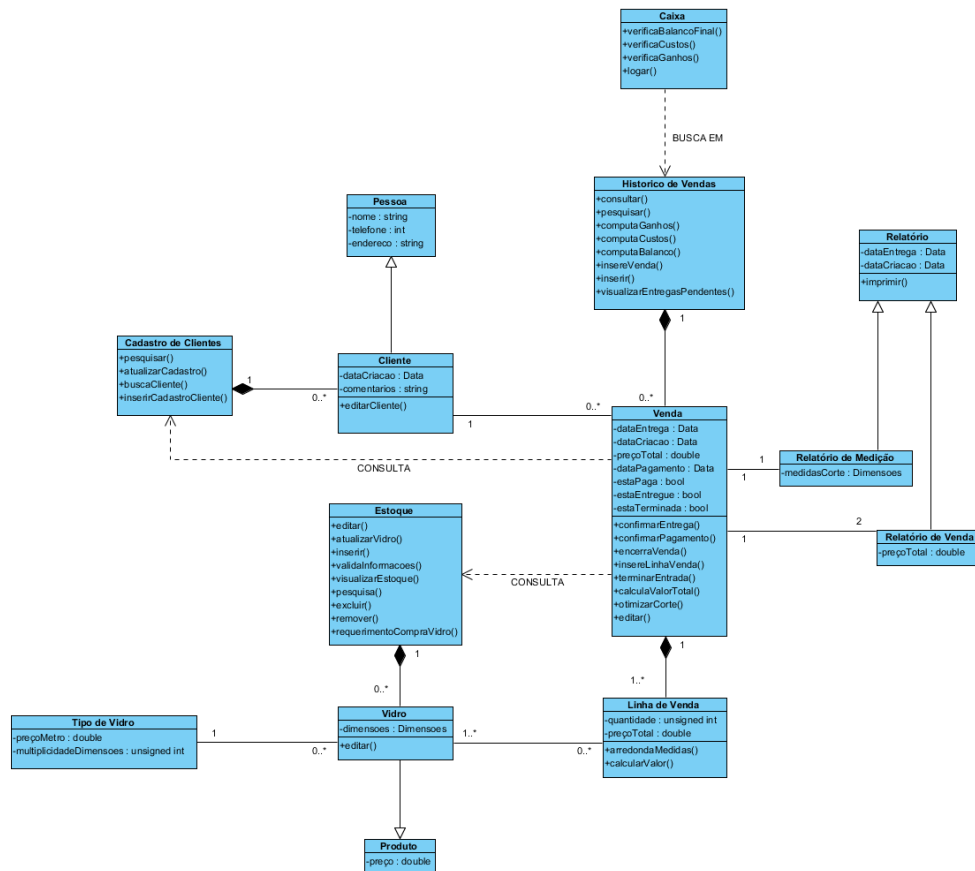 Caixa
+verificaBalancoFinal()
+verificaCustos()
+verificaGanhos()
+logar()
BUSCA EM
Historico de Vendas
+consultar()
+pesquisar()
+computaGanhos()
+computaCustos()
+computaBalanco()
+insereVenda()
+inserir()
+visualizarEntregasPendentes()
1
0..*
Pessoa
-nome : string
-telefone : int
-endereco : string
Relatório
-dataEntrega : Data
-dataCriacao : Data
+imprimir()
Cadastro de Clientes
+pesquisar()
+atualizarCadastro()
+buscaCliente()
+inserirCadastroCliente()
1
0..*
Cliente
-dataCriacao : Data
-comentarios : string
+editarCliente()
1
0..*
CONSULTA
Venda
-dataEntrega : Data
-dataCriacao : Data
-preçoTotal : double
-dataPagamento : Data
-estaPaga : bool
-estaEntregue : bool
-estaTerminada : bool
+confirmarEntrega()
+confirmarPagamento()
+encerraVenda()
+insereLinhaVenda()
+terminarEntrada()
+calculaValorTotal()
+otimizarCorte()
+editar()
1
1
Relatório de Medição
-medidasCorte : Dimensoes
1
2
Relatório de Venda
-preçoTotal : double
Estoque
+editar()
+atualizarVidro()
+inserir()
+validaInformacoes()
+visualizarEstoque()
+pesquisa()
+excluir()
+remover()
+requerimentoCompraVidro()
CONSULTA
1
0..*
1
1..*
Tipo de Vidro
-preçoMetro : double
-multiplicidadeDimensoes : unsigned int
1
0..*
Vidro
-dimensoes : Dimensoes
+editar()
1..*
0..*
Linha de Venda
-quantidade : unsigned int
-preçoTotal : double
+arredondaMedidas()
+calcularValor()
Produto
-preço : double